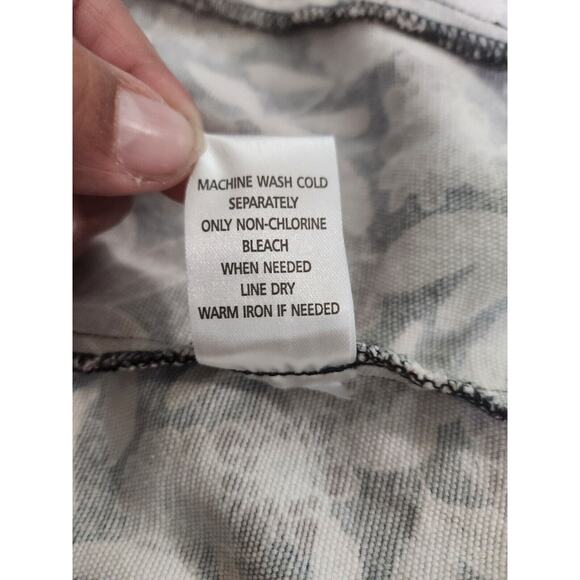 MACHINE WASH COLD
SEPARATELY
ONLY NON-CHLORINE
BLEACH
WHEN NEEDED
LINE DRY
WARM IRON IF NEEDED